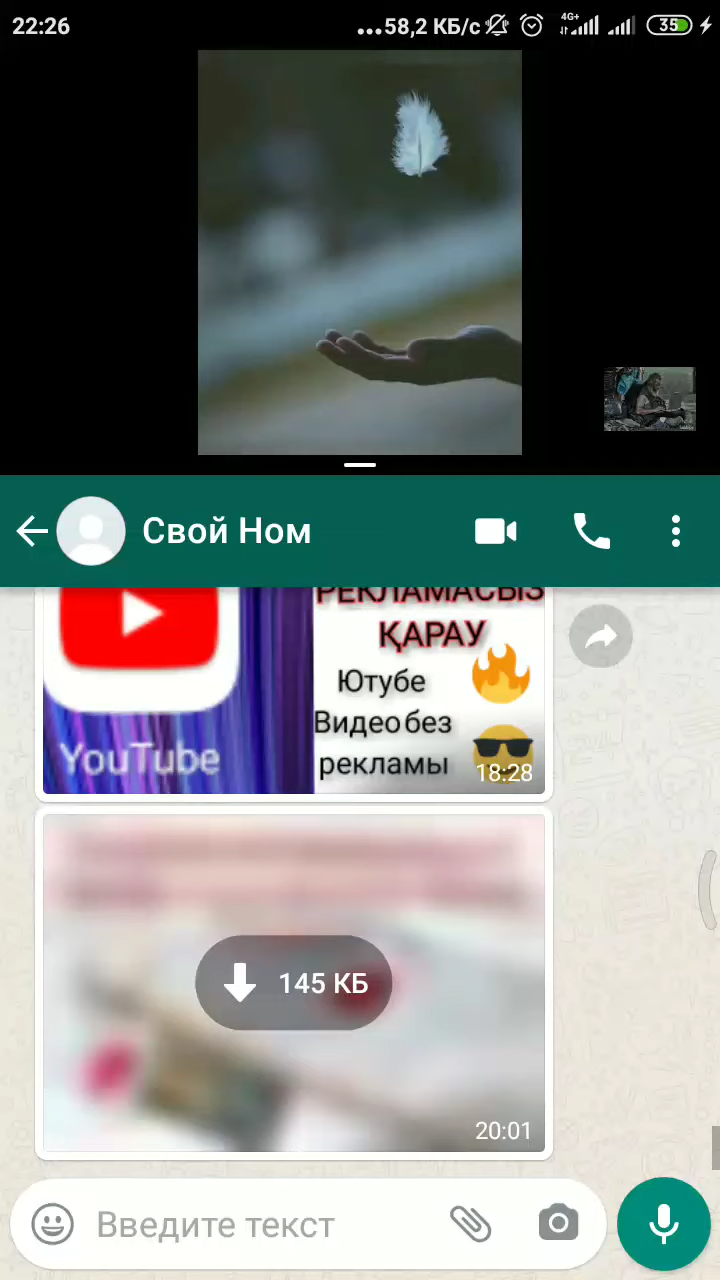 22:26
...58,2 КБ/с
4G+
35
Свой Ном
РЕКЛАМАСЫЗ
ҚАРАУ
Ютубе
Видео без
рекламы
YouTube
18:28
145 КБ
20:01
Введите текст